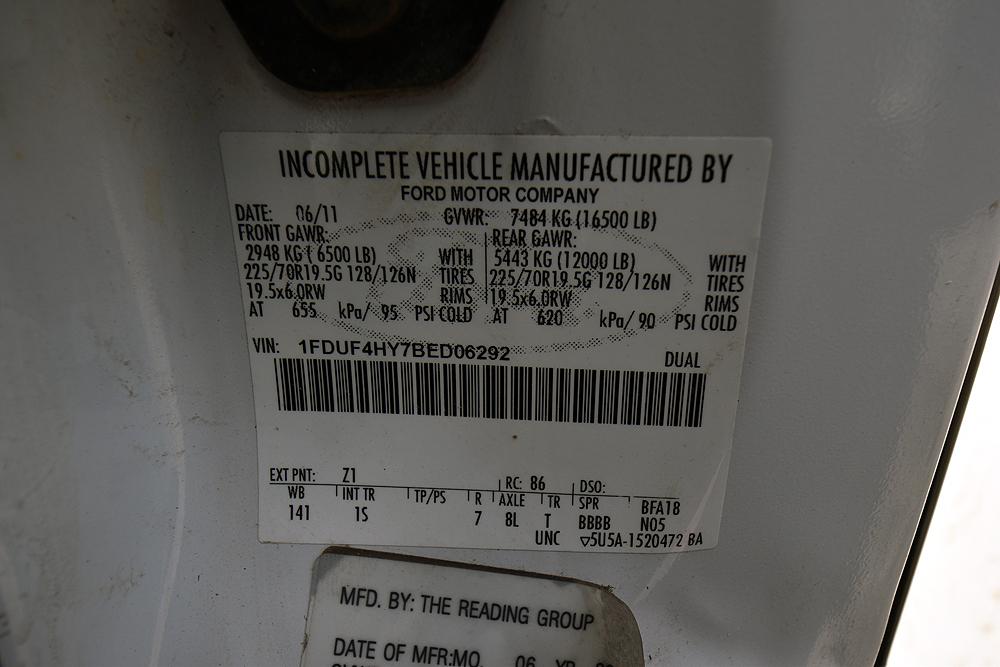 INCOMPLETE VEHICLE MANUFACTURED BY
FORD MOTOR COMPANY
DATE: 06/11 GVWR: 7484 KG (16500 LB)
FRONT GAWR: REAR GAWR:
2948 KG ( 6500 LB) WITH 5443 KG (12000 LB) WITH
225/70R19.5G 128/126N TIRES 225/70R19.5G 128/126N TIRES
19.5x6.0RW RIMS 19.5x6.0RW RIMS
AT 655 kPa/ 95 PSI COLD AT 620 kPa/ 90 PSI COLD
VIN: 1FDUF4HY7BED06292
DUAL
EXT PNT: Z1 RC: 86 DSO:
WB INT TR TP/PS R AXLE TR SPR BFA18
141 1S 7 8L T BBBB N05
UNC ▽5U5A-1520472 BA
MFD. BY: THE READING GROUP
DATE OF MFR:MO. 06 YR